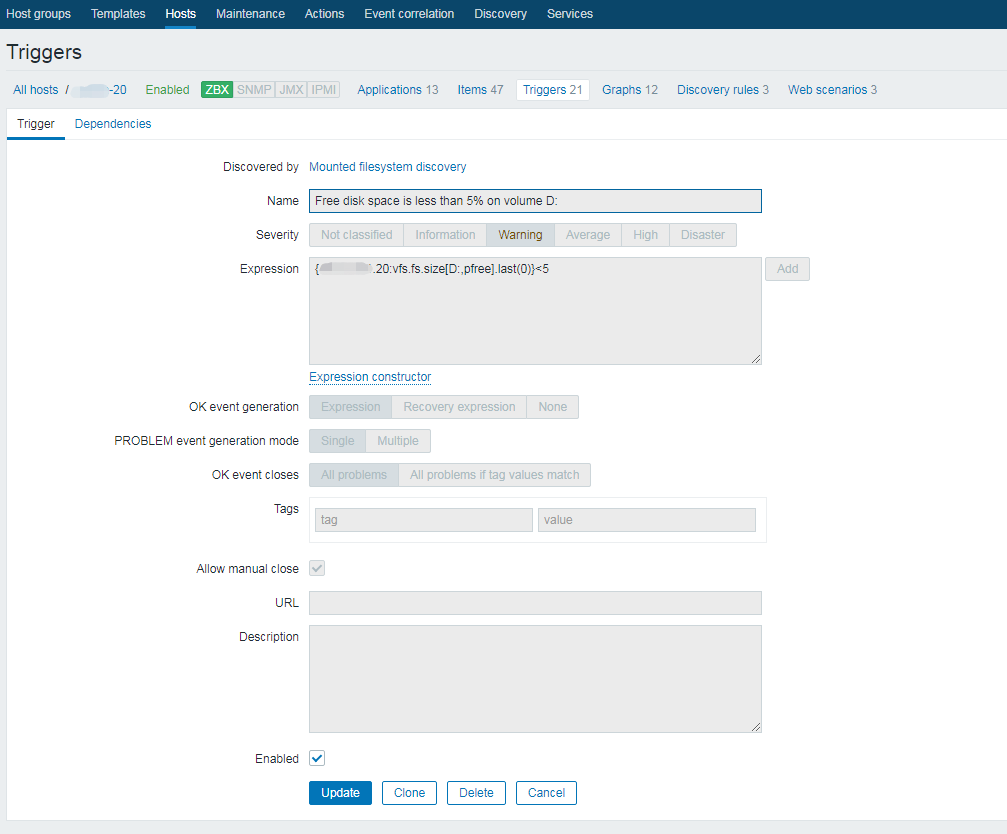 Host groups Templates Hosts Maintenance Actions Event correlation Discovery Services
Triggers
All hosts / -20 Enabled ZBX SNMP JMX IPMI Applications 13 Items 47 Triggers 21 Graphs 12 Discovery rules 3 Web scenarios 3
Trigger Dependencies
Discovered by Mounted filesystem discovery
Name Free disk space is less than 5% on volume D:
Severity Not classified Information Warning Average High Disaster
Expression { .20:vfs.fs.size[D:,pfree].last(0)}<5 Add
Expression constructor
OK event generation Expression Recovery expression None
PROBLEM event generation mode Single Multiple
OK event closes All problems All problems if tag values match
Tags tag value
Allow manual close
URL
Description
Enabled
Update Clone Delete Cancel